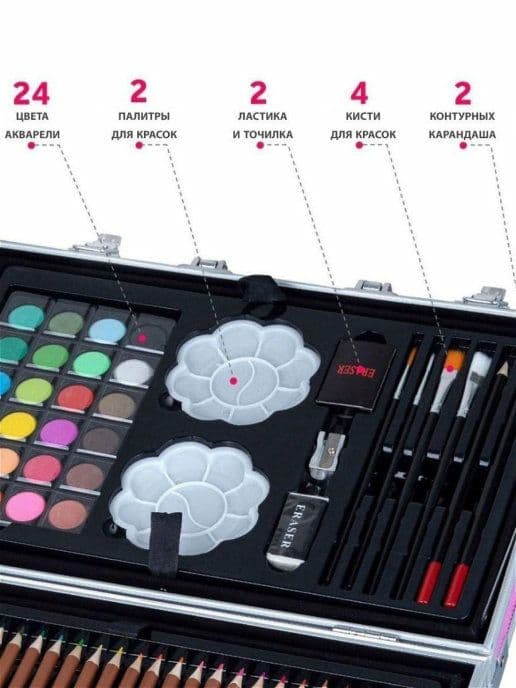 24
ЦВЕТА
АКВАРЕЛИ
2
ПАЛИТРЫ
ДЛЯ КРАСОК
2
ЛАСТИКА
И ТОЧИЛКА
4
КИСТИ
ДЛЯ КРАСОК
2
КОНТУРНЫХ
КАРАНДАША
ERASER
ERASER